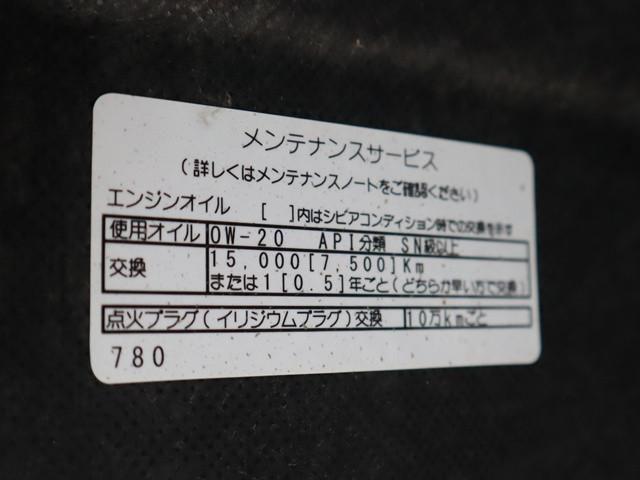 メンテナンスサービス
(詳しくはメンテナンスノートをご確認ください)
エンジンオイル [ ]内はシビアコンディション時での交換を示す
使用オイル 0W-20 API分類 SN級以上
交換 15,000[7,500]Km
または1[0.5]年ごと(どちらか早い方で交換)
点火プラグ(イリジウムプラグ)交換 10万kmごと
780